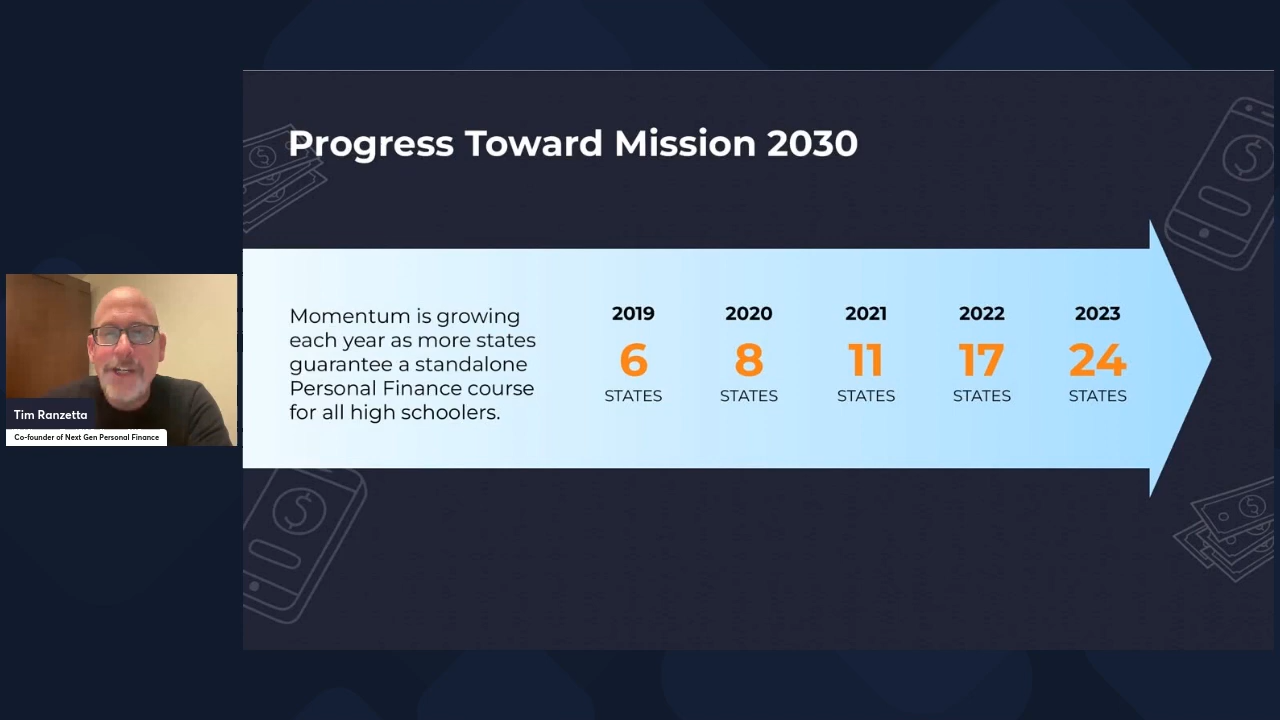 Progress Toward Mission 2030
Momentum is growing
each year as more states
guarantee a standalone
Personal Finance course
for all high schoolers.
2019 2020 2021 2022 2023
6 8 11 17 24
STATES STATES STATES STATES STATES
Tim Ranzetta
Co-founder of Next Gen Personal Finance